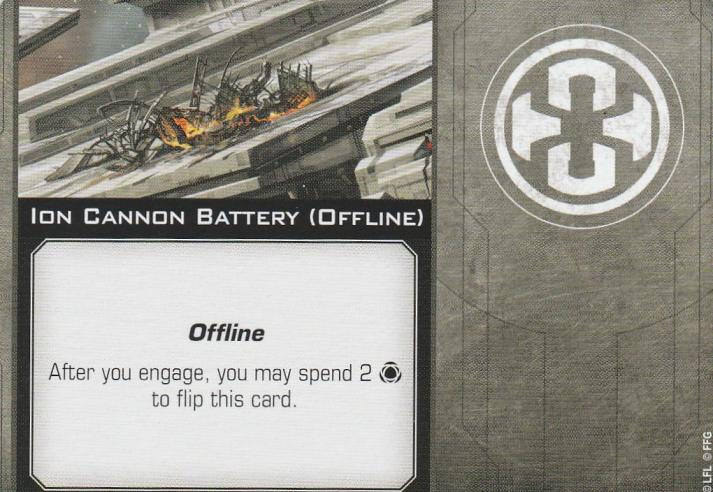 Ion Cannon Battery (Offline)
Offline
After you engage, you may spend 2
to flip this card.
©LFL ©FFG